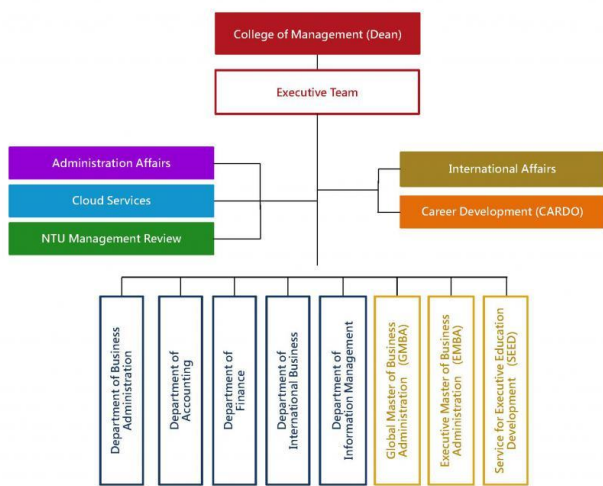 College of Management (Dean)
Executive Team
Administration Affairs
Cloud Services
NTU Management Review
International Affairs
Career Development (CARDO)
Department of Business
Administration
Department of
Accounting
Department of
Finance
Department of
International Business
Department of
Information Management
Global Master of Business
Administration (GMBA)
Executive Master of Business
Administration (EMBA)
Service for Executive Education
Development (SEED)